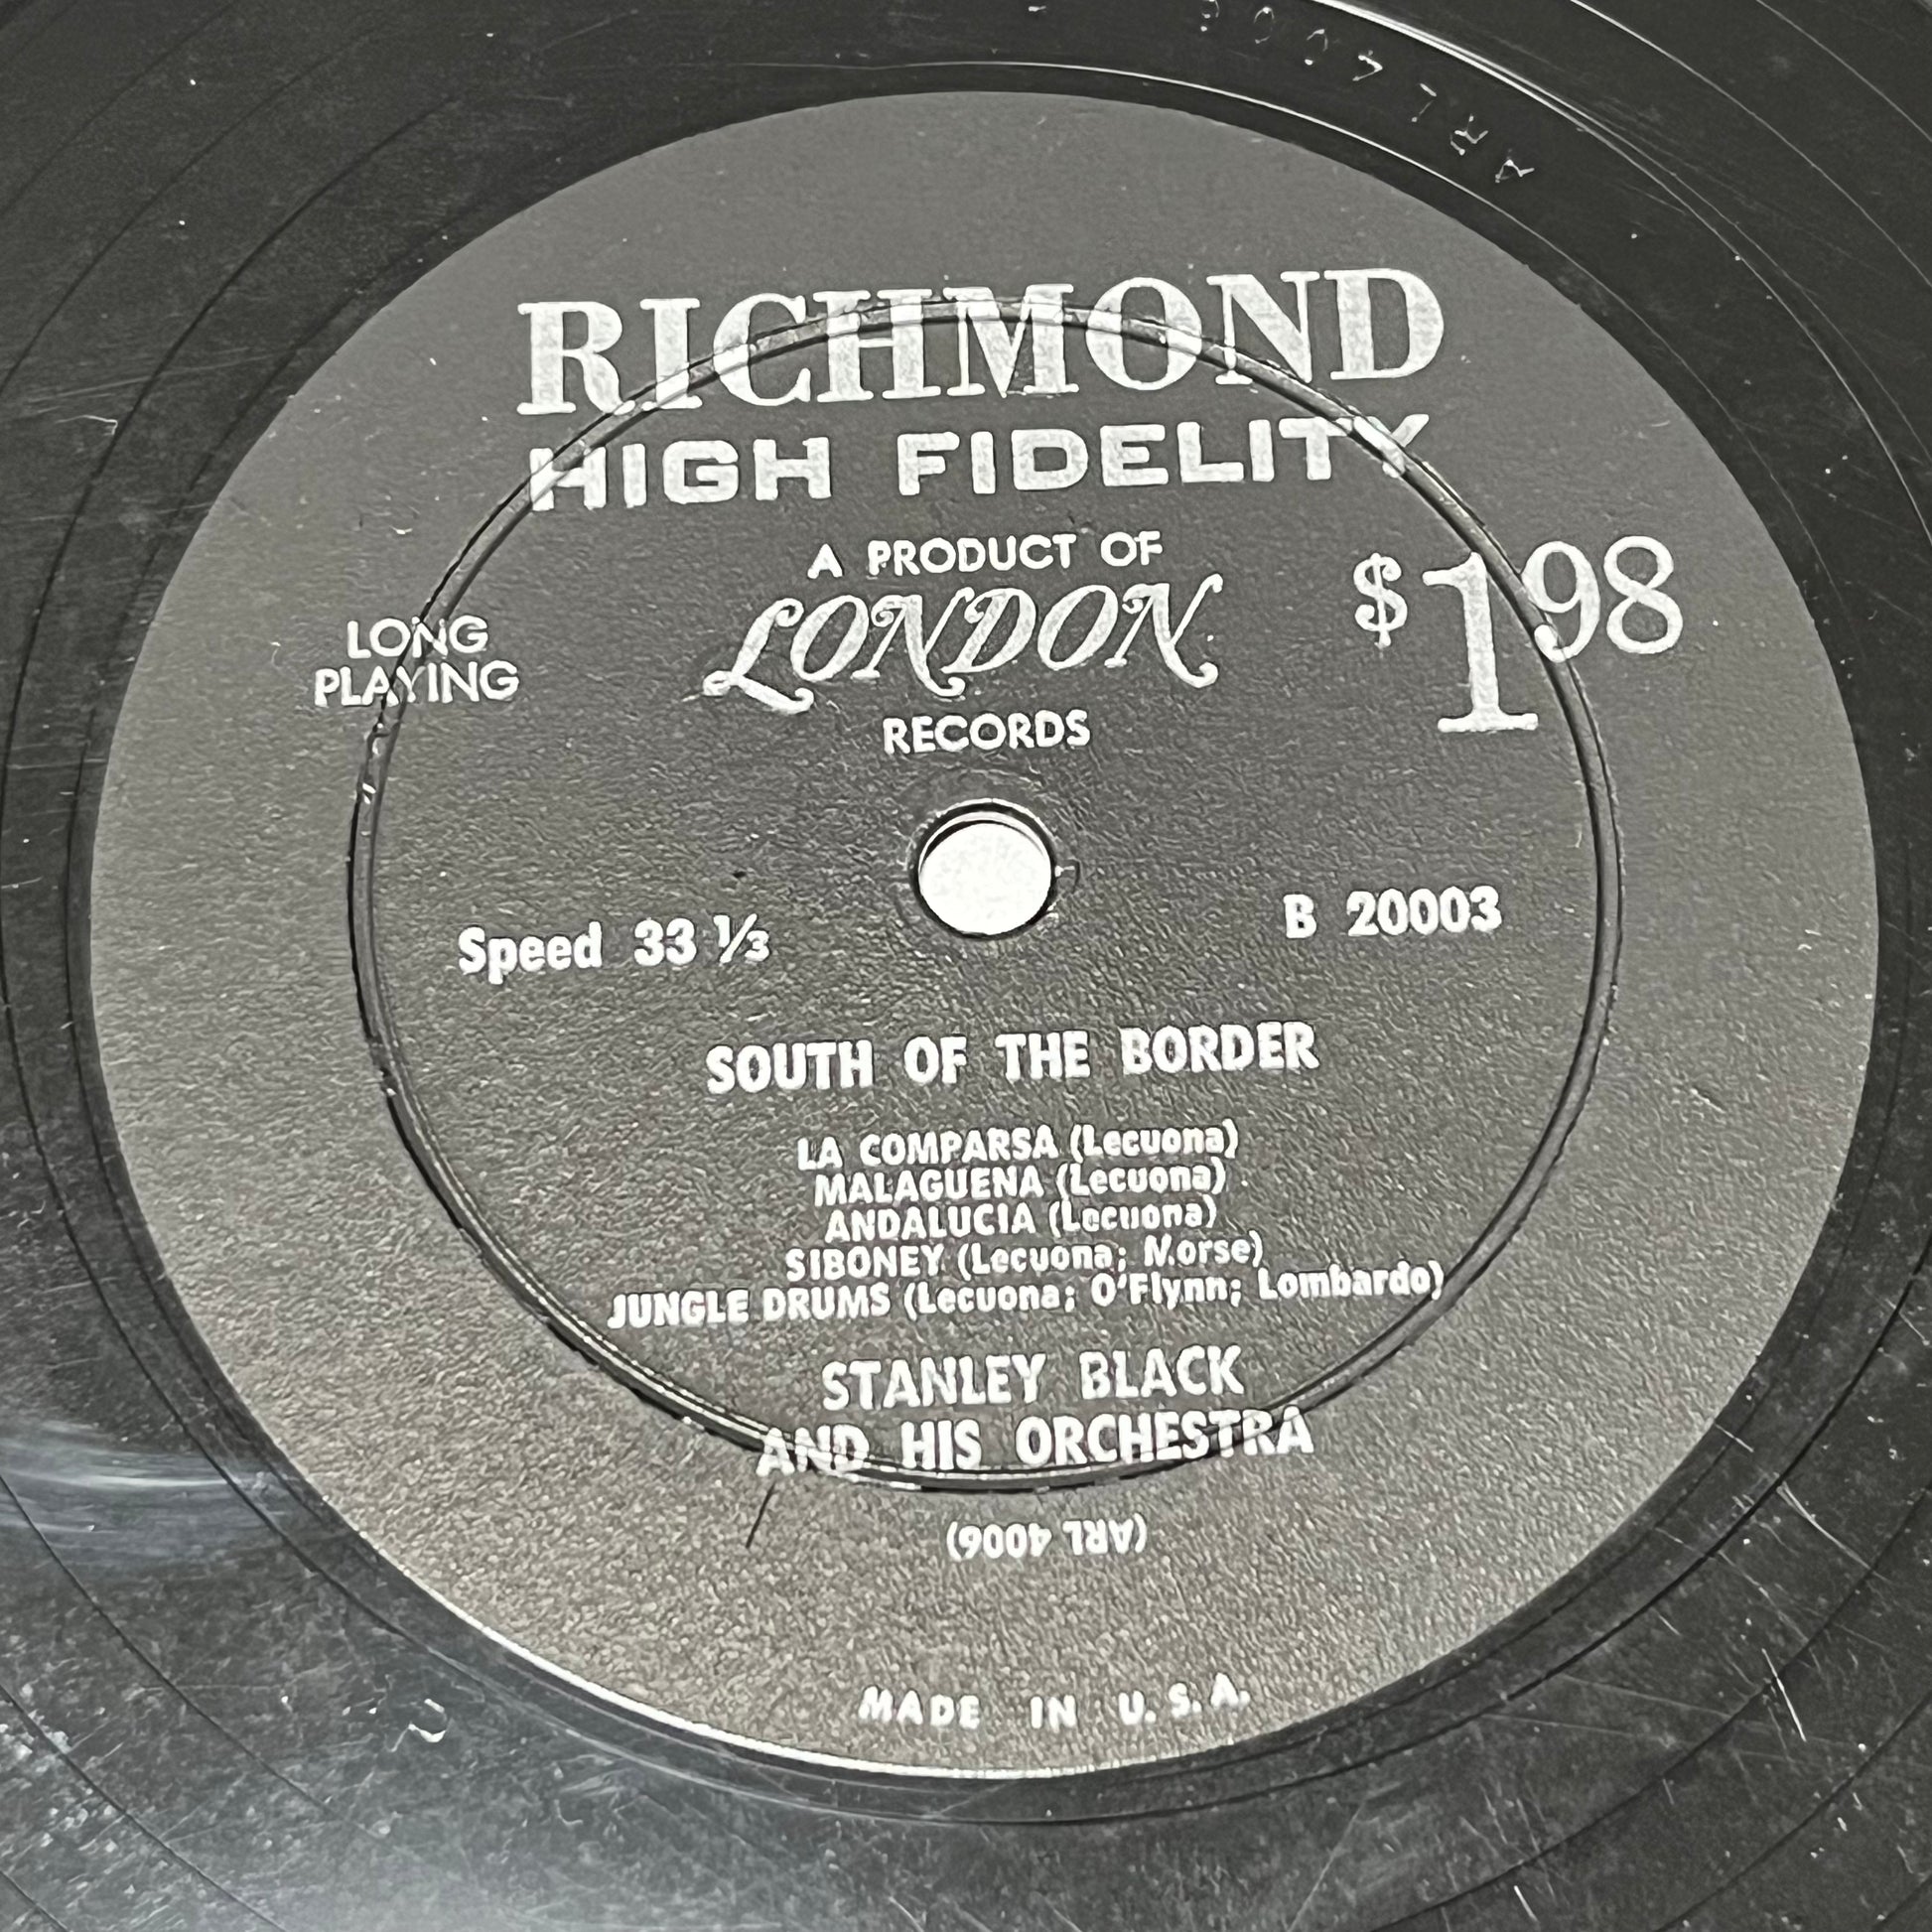 ARL 4006
RICHMOND
HIGH FIDELITY
A PRODUCT OF
LONDON
RECORDS
LONG
PLAYING
$198
Speed 33 ⅓
B 20003
SOUTH OF THE BORDER
LA COMPARSA (Lecuona)
MALAGUENA (Lecuona)
ANDALUCIA (Lecuona)
SIBONEY (Lecuona; Morse)
JUNGLE DRUMS (Lecuona; O'Flynn; Lombardo)
STANLEY BLACK
AND HIS ORCHESTRA
(ARL 4006)
MADE IN U.S.A.